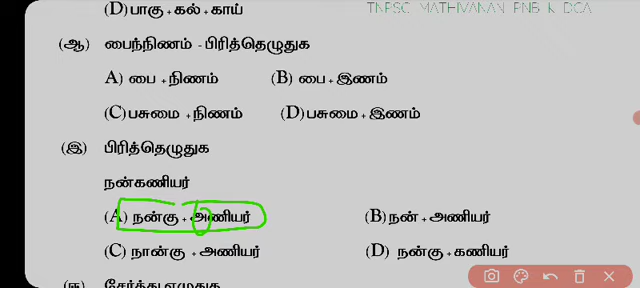 (D) பாகு + கல் + காய்
TNPSC MATHIVANAN PNB K DCA
(ஆ) பைந்நிணம் - பிரித்தெழுதுக
A) பை + நிணம் (B) பை + இணம்
(C) பசுமை + நிணம் (D) பசுமை + இணம்
(இ) பிரித்தெழுதுக
நன்கணியர்
(A) நன்கு + அணியர் (B) நன் + அணியர்
(C) நான்கு + அணியர் (D) நன்கு + கணியர்
(ஈ) சேர்த்து எழுதுக